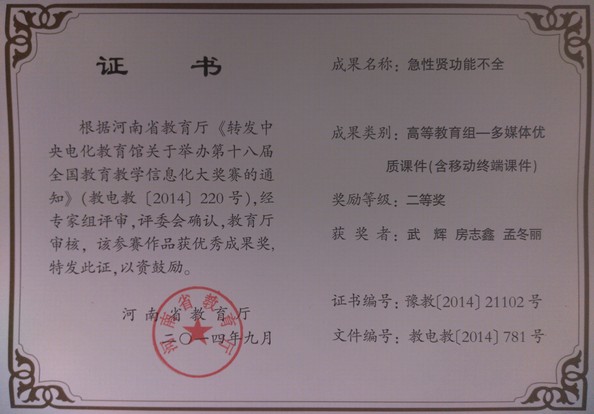 证书
根据河南省教育厅《转发中
央电化教育馆关于举办第十八届
全国教育教学信息化大奖赛的通
知》(教电教〔2014〕220号),经
专家组评审,评委会确认,教育厅
审核,该参赛作品获优秀成果奖,
特发此证,以资鼓励。
河南省教育厅
二〇一四年九月
河南省教育厅
成果名称:急性贤功能不全
成果类别:高等教育组—多媒体优
质课件(含移动终端课件)
奖励等级:二等奖
获奖者:武辉 房志鑫 孟冬丽
证书编号:豫教〔2014〕21102号
文件编号:教电教〔2014〕781号